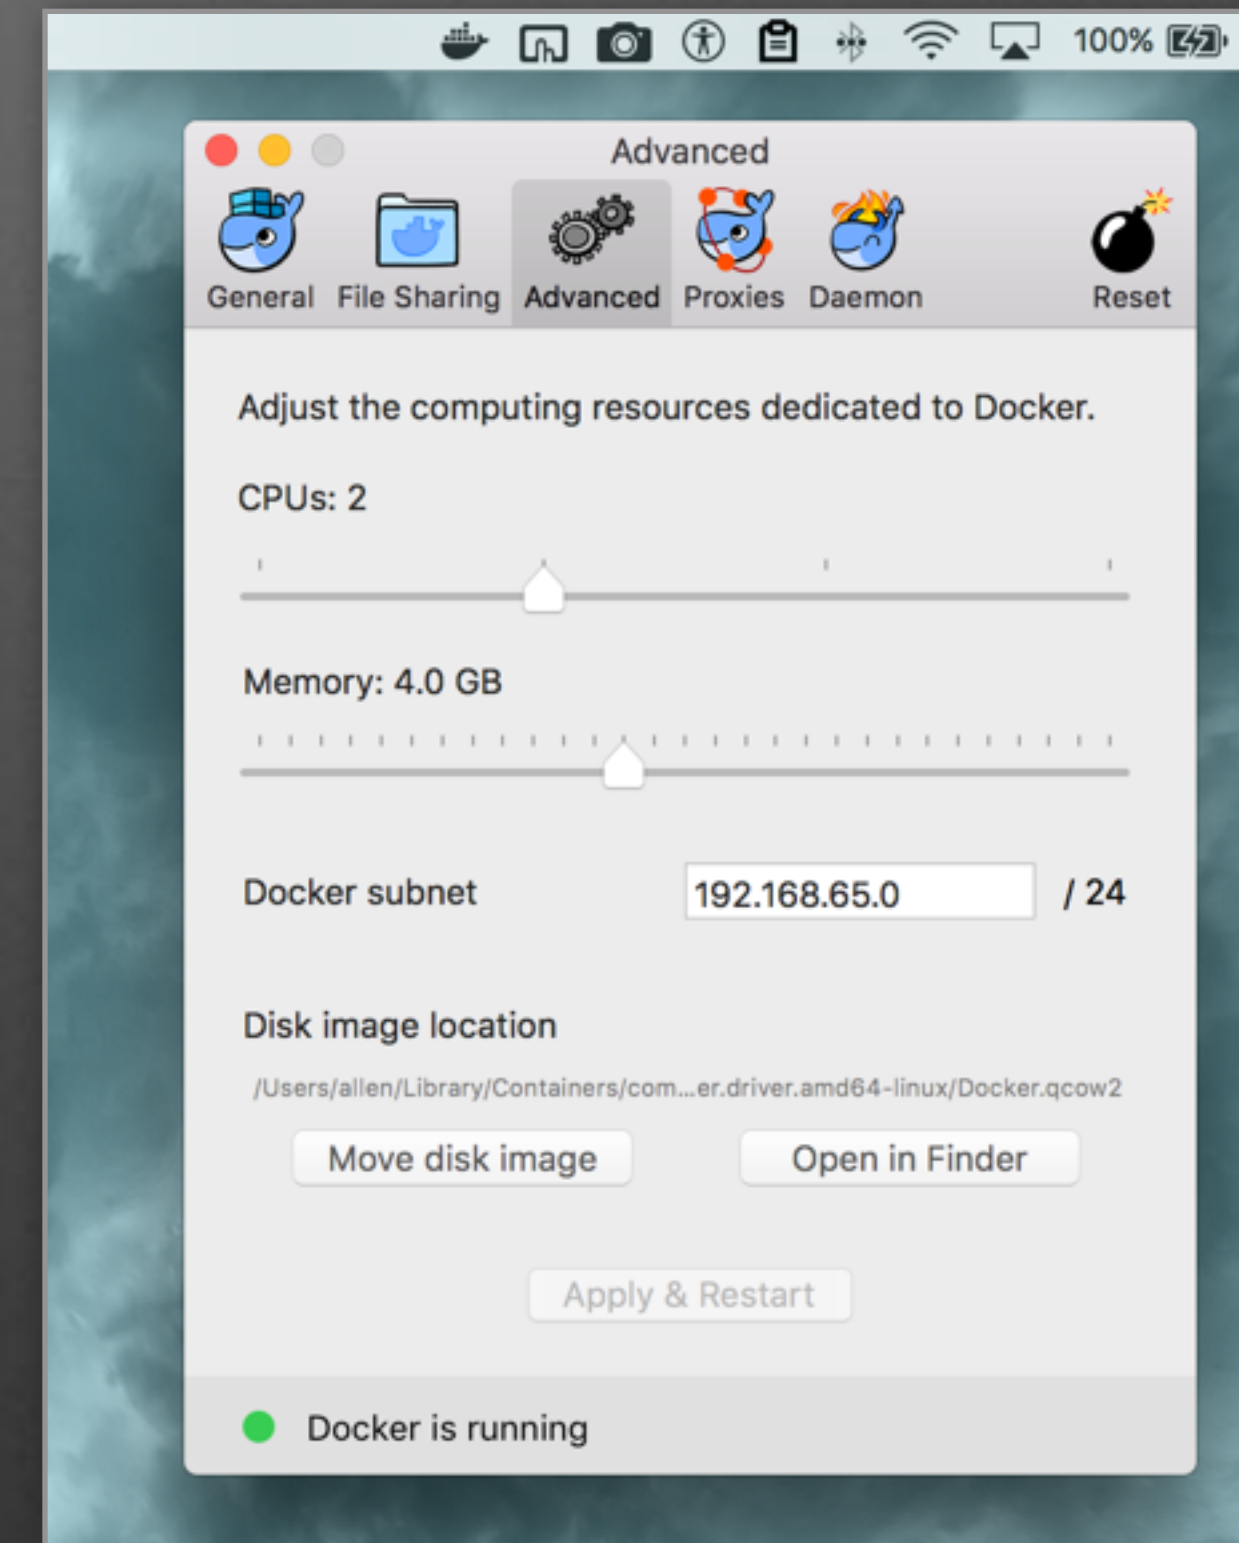 100%
Advanced
General File Sharing Advanced Proxies Daemon Reset
Adjust the computing resources dedicated to Docker.
CPUs: 2
Memory: 4.0 GB
Docker subnet 192.168.65.0 / 24
Disk image location
/Users/allen/Library/Containers/com...er.driver.amd64-linux/Docker.qcow2
Move disk image Open in Finder
Apply & Restart
Docker is running